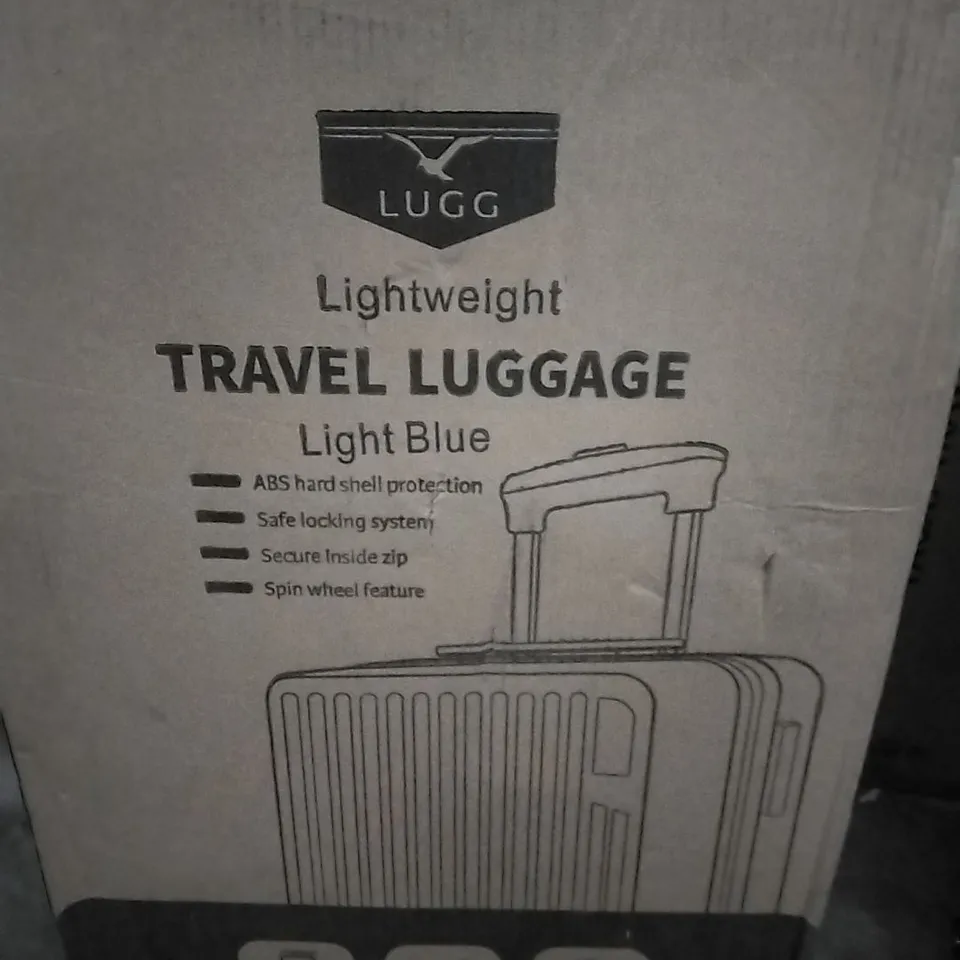 LUGG
Lightweight
TRAVEL LUGGAGE
Light Blue
ABS hard shell protection
Safe locking system
Secure Inside zip
Spin wheel feature